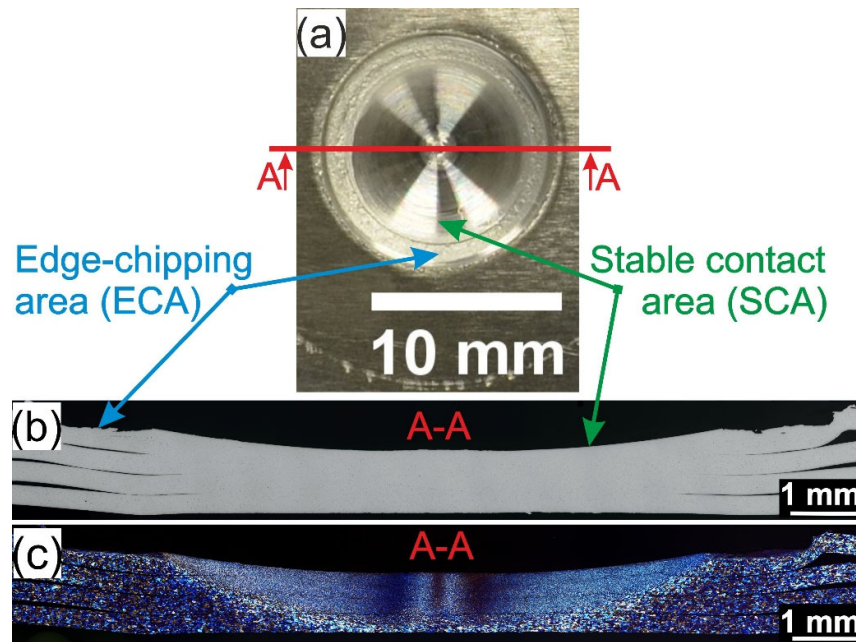 (a)
A A
Edge-chipping
area (ECA)
Stable contact
area (SCA)
10 mm
(b)
A-A
1 mm
(c)
A-A
1 mm